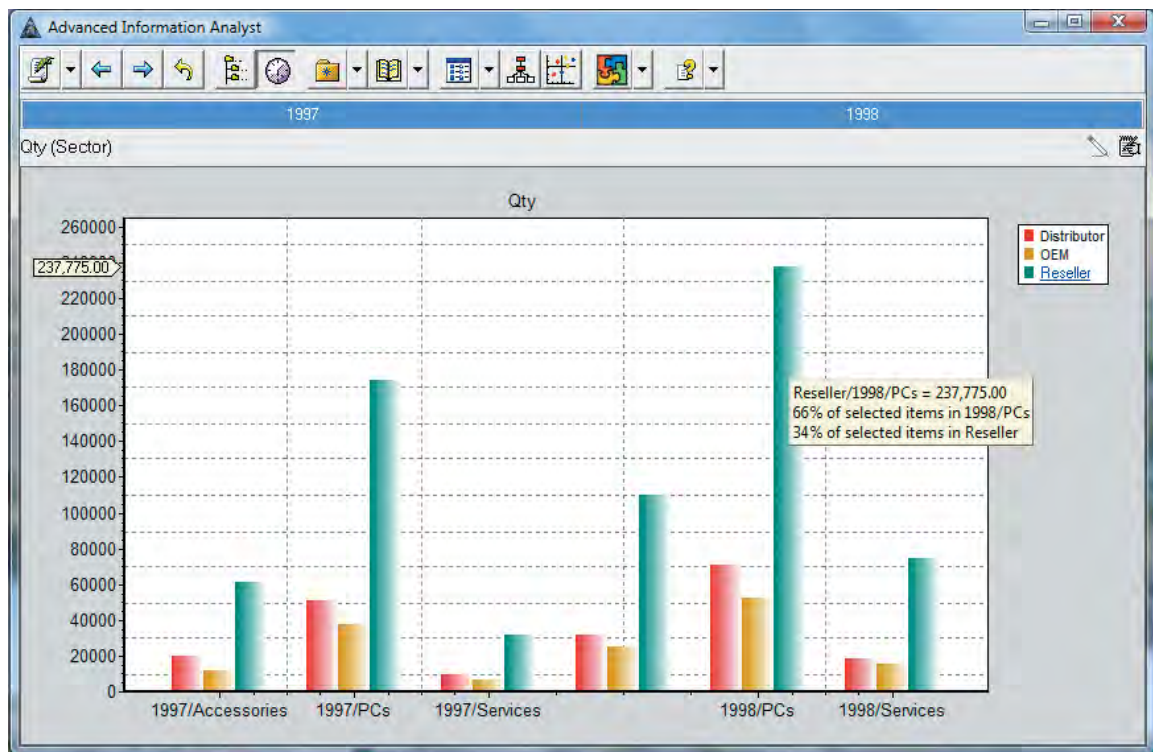 Advanced Information Analyst
1997 1998
Qty (Sector)
Qty
260000
237,775.00
220000
200000
180000
160000
140000
120000
100000
80000
60000
40000
20000
0
Distributor
OEM
Reseller
Reseller/1998/PCs = 237,775.00
66% of selected items in 1998/PCs
34% of selected items in Reseller
1997/Accessories 1997/PCs 1997/Services 1998/PCs 1998/Services